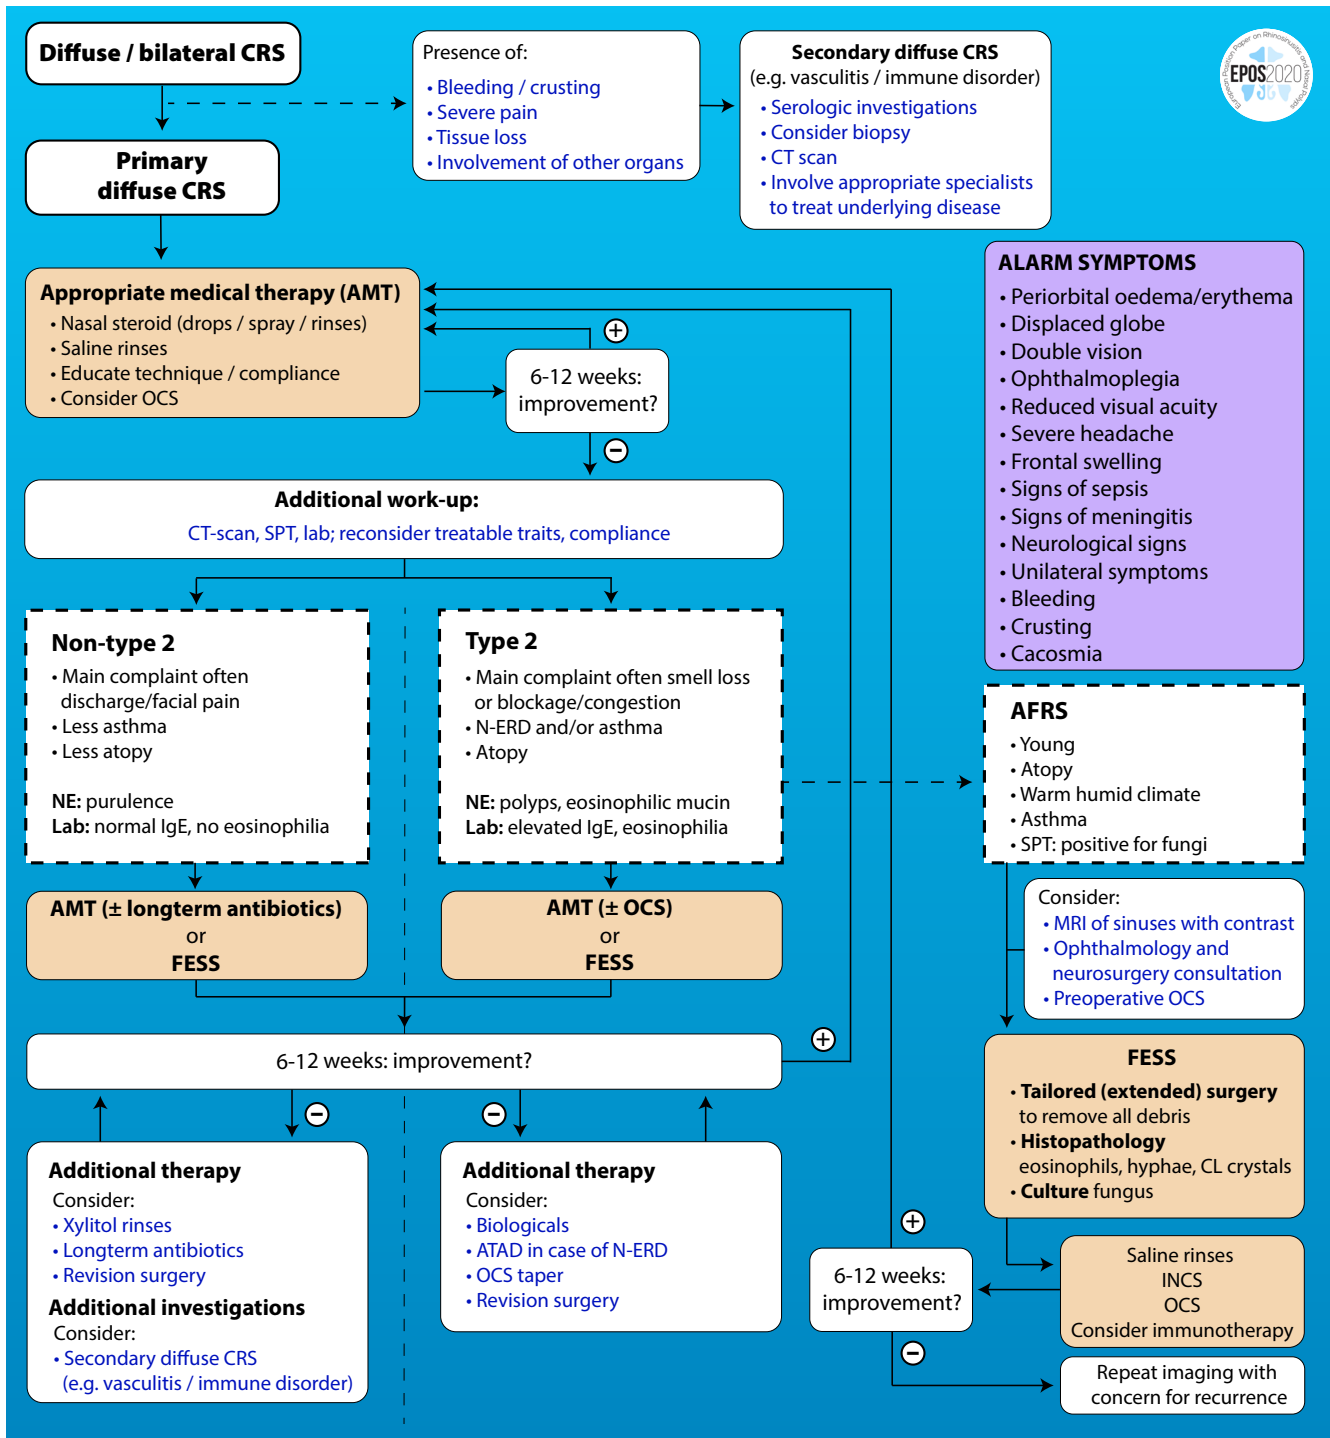 Diffuse / bilateral CRS
Presence of:
• Bleeding / crusting
• Severe pain
• Tissue loss
• Involvement of other organs
Secondary diffuse CRS
(e.g. vasculitis / immune disorder)
• Serologic investigations
• Consider biopsy
• CT scan
• Involve appropriate specialists
to treat underlying disease
European Position Paper on Rhinosinusitis and Nasal Polyps
EPOS2020
Primary
diffuse CRS
Appropriate medical therapy (AMT)
• Nasal steroid (drops / spray / rinses)
• Saline rinses
• Educate technique / compliance
• Consider OCS
+
6-12 weeks:
improvement?
−
ALARM SYMPTOMS
• Periorbital oedema/erythema
• Displaced globe
• Double vision
• Ophthalmoplegia
• Reduced visual acuity
• Severe headache
• Frontal swelling
• Signs of sepsis
• Signs of meningitis
• Neurological signs
• Unilateral symptoms
• Bleeding
• Crusting
• Cacosmia
Additional work-up:
CT-scan, SPT, lab; reconsider treatable traits, compliance
Non-type 2
• Main complaint often
discharge/facial pain
• Less asthma
• Less atopy
NE: purulence
Lab: normal IgE, no eosinophilia
Type 2
• Main complaint often smell loss
or blockage/congestion
• N-ERD and/or asthma
• Atopy
NE: polyps, eosinophilic mucin
Lab: elevated IgE, eosinophilia
AFRS
• Young
• Atopy
• Warm humid climate
• Asthma
• SPT: positive for fungi
AMT (± longterm antibiotics)
or
FESS
AMT (± OCS)
or
FESS
Consider:
• MRI of sinuses with contrast
• Ophthalmology and
neurosurgery consultation
• Preoperative OCS
6-12 weeks: improvement?
+
−
−
FESS
• Tailored (extended) surgery
to remove all debris
• Histopathology
eosinophils, hyphae, CL crystals
• Culture fungus
Additional therapy
Consider:
• Xylitol rinses
• Longterm antibiotics
• Revision surgery
Additional investigations
Consider:
• Secondary diffuse CRS
(e.g. vasculitis / immune disorder)
Additional therapy
Consider:
• Biologicals
• ATAD in case of N-ERD
• OCS taper
• Revision surgery
+
6-12 weeks:
improvement?
−
Saline rinses
INCS
OCS
Consider immunotherapy
Repeat imaging with
concern for recurrence